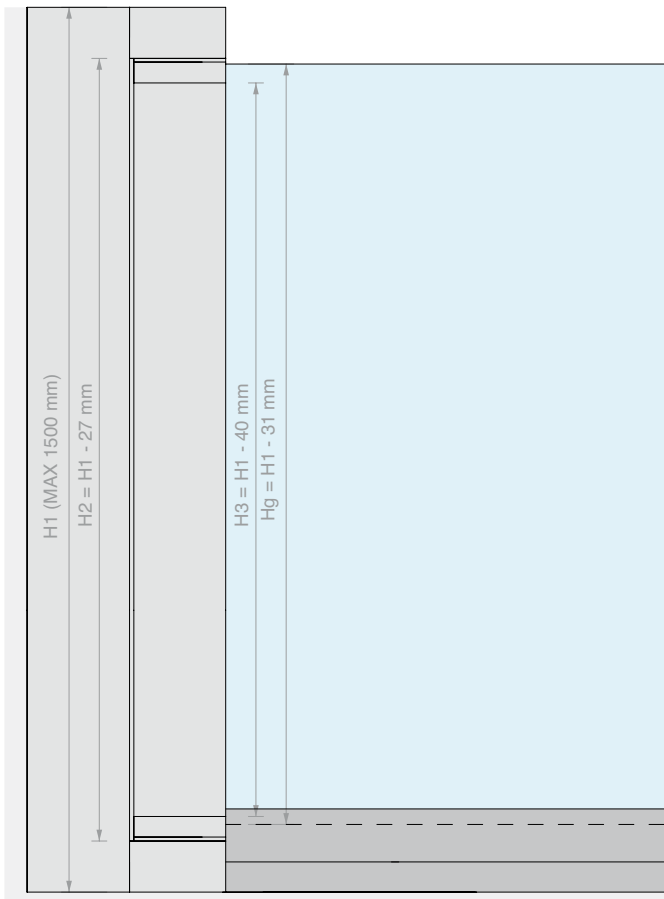 H1 (MAX 1500 mm)
H2 = H1 - 27 mm
H3 = H1 - 40 mm
Hg = H1 - 31 mm